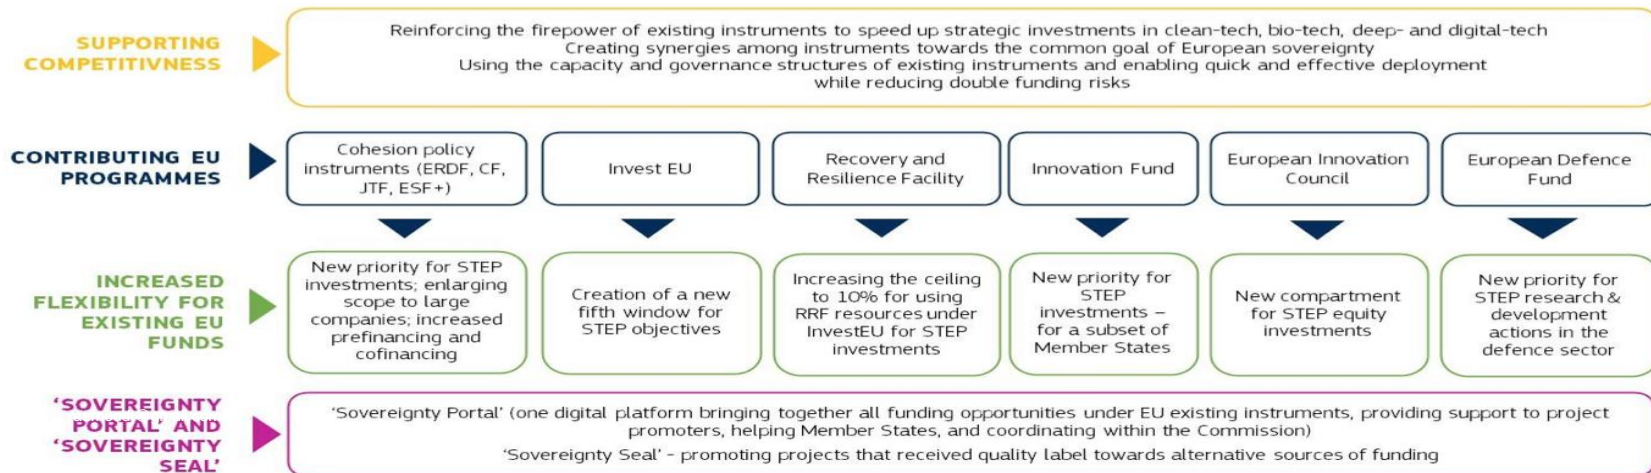 SUPPORTING
COMPETITIVNESS
Reinforcing the firepower of existing instruments to speed up strategic investments in clean-tech, bio-tech, deep- and digital-tech
Creating synergies among instruments towards the common goal of European sovereignty
Using the capacity and governance structures of existing instruments and enabling quick and effective deployment
while reducing double funding risks
CONTRIBUTING EU
PROGRAMMES
Cohesion policy
instruments (ERDF, CF,
JTF, ESF+)
Invest EU
Recovery and
Resilience Facility
Innovation Fund
European Innovation
Council
European Defence
Fund
INCREASED
FLEXIBILITY FOR
EXISTING EU
FUNDS
New priority for STEP
investments; enlarging
scope to large
companies; increased
prefinancing and
cofinancing
Creation of a new
fifth window for
STEP objectives
Increasing the ceiling
to 10% for using
RRF resources under
InvestEU for STEP
investments
New priority for
STEP
investments –
for a subset of
Member States
New compartment
for STEP equity
investments
New priority for
STEP research &
development
actions in the
defence sector
'SOVEREIGNTY
PORTAL' AND
'SOVEREIGNTY
SEAL'
'Sovereignty Portal' (one digital platform bringing together all funding opportunities under EU existing instruments, providing support to project
promoters, helping Member States, and coordinating within the Commission)
'Sovereignty Seal' - promoting projects that received quality label towards alternative sources of funding